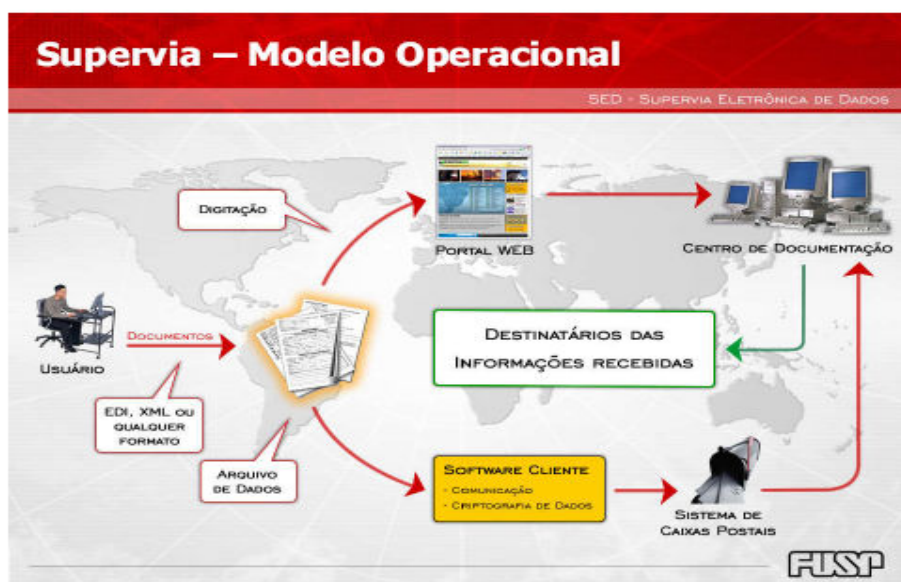 Supervia – Modelo Operacional
SED - SUPERVIA ELETRÔNICA DE DADOS
DIGITAÇÃO
PORTAL WEB
CENTRO DE DOCUMENTAÇÃO
DOCUMENTOS
USUÁRIO
DESTINATÁRIOS DAS
INFORMAÇÕES RECEBIDAS
EDI, XML OU
QUALQUER
FORMATO
ARQUIVO
DE DADOS
SOFTWARE CLIENTE
- COMUNICAÇÃO
- CRIPTOGRAFIA DE DADOS
SISTEMA DE
CAIXAS POSTAIS
FUSP